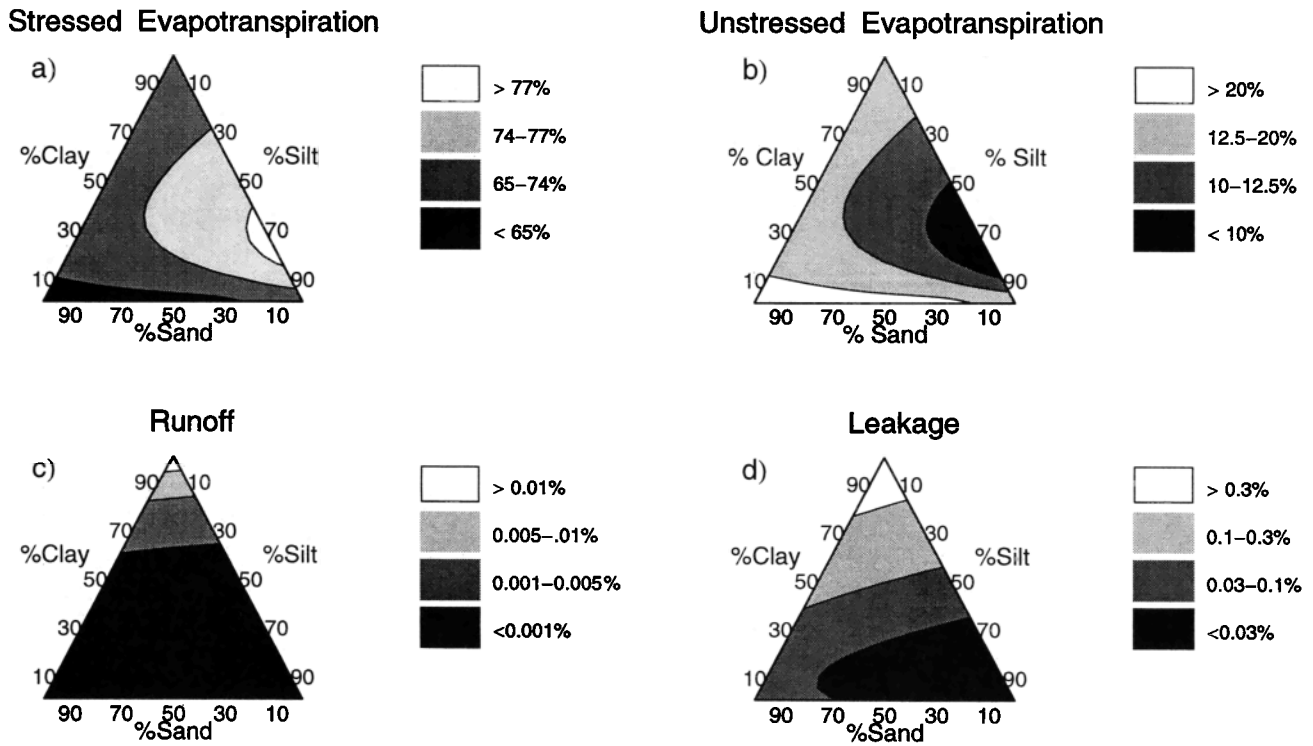 Stressed Evapotranspiration
a)
90 10
70 30
%Clay %Silt
50 50
30 70
10 90
90 70 50 30 10
%Sand
> 77%
74–77%
65–74%
< 65%
Unstressed Evapotranspiration
b)
90 10
70 30
% Clay % Silt
50 50
30 70
10 90
90 70 50 30 10
% Sand
> 20%
12.5–20%
10–12.5%
< 10%
Runoff
c)
90 10
70 30
%Clay %Silt
50 50
30 70
10 90
90 70 50 30 10
%Sand
> 0.01%
0.005–.01%
0.001–0.005%
<0.001%
Leakage
d)
90 10
70 30
%Clay %Silt
50 50
30 70
10 90
90 70 50 30 10
%Sand
> 0.3%
0.1–0.3%
0.03–0.1%
<0.03%